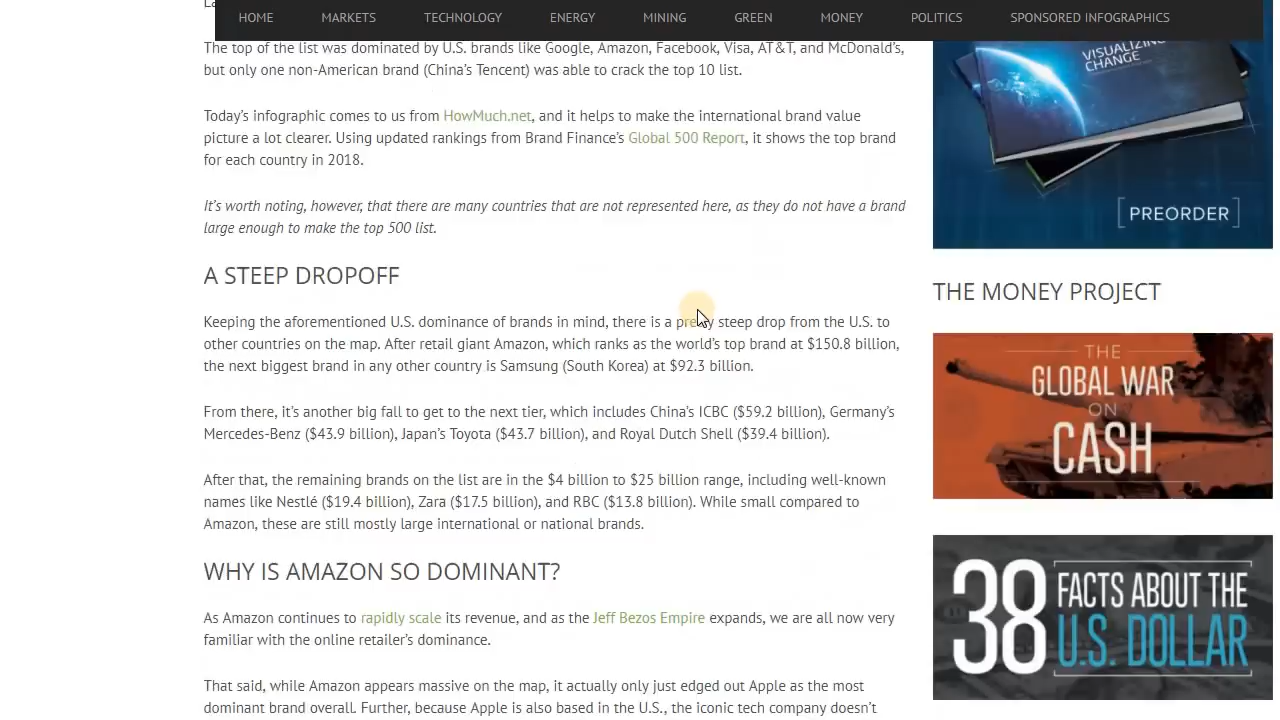 HOME MARKETS TECHNOLOGY ENERGY MINING GREEN MONEY POLITICS SPONSORED INFOGRAPHICS
The top of the list was dominated by U.S. brands like Google, Amazon, Facebook, Visa, AT&T, and McDonald's,
but only one non-American brand (China's Tencent) was able to crack the top 10 list.
Today's infographic comes to us from HowMuch.net, and it helps to make the international brand value
picture a lot clearer. Using updated rankings from Brand Finance's Global 500 Report, it shows the top brand
for each country in 2018.
It's worth noting, however, that there are many countries that are not represented here, as they do not have a brand
large enough to make the top 500 list.
A STEEP DROPOFF
Keeping the aforementioned U.S. dominance of brands in mind, there is a pretty steep drop from the U.S. to
other countries on the map. After retail giant Amazon, which ranks as the world's top brand at $150.8 billion,
the next biggest brand in any other country is Samsung (South Korea) at $92.3 billion.
From there, it's another big fall to get to the next tier, which includes China's ICBC ($59.2 billion), Germany's
Mercedes-Benz ($43.9 billion), Japan's Toyota ($43.7 billion), and Royal Dutch Shell ($39.4 billion).
After that, the remaining brands on the list are in the $4 billion to $25 billion range, including well-known
names like Nestlé ($19.4 billion), Zara ($17.5 billion), and RBC ($13.8 billion). While small compared to
Amazon, these are still mostly large international or national brands.
WHY IS AMAZON SO DOMINANT?
As Amazon continues to rapidly scale its revenue, and as the Jeff Bezos Empire expands, we are all now very
familiar with the online retailer's dominance.
That said, while Amazon appears massive on the map, it actually only just edged out Apple as the most
dominant brand overall. Further, because Apple is also based in the U.S., the iconic tech company doesn't
VISUALIZING
CHANGE
[PREORDER]
THE MONEY PROJECT
THE
GLOBAL WAR
ON
CASH
38 FACTS ABOUT THE
U.S. DOLLAR